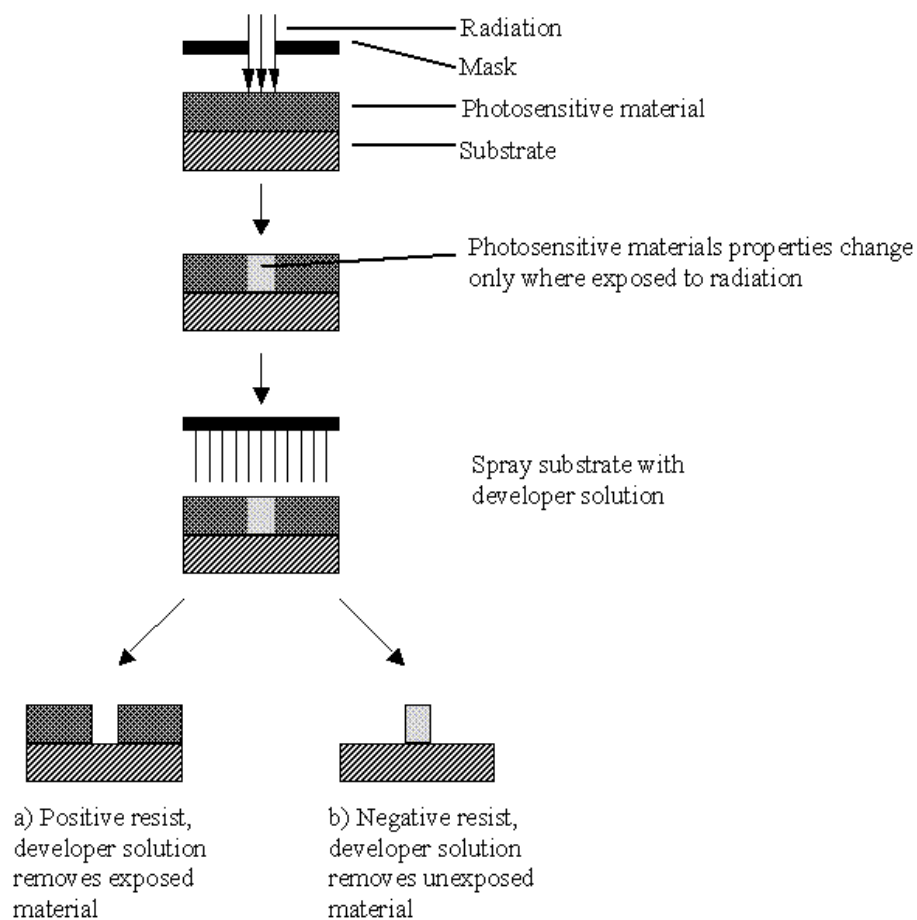 Radiation
Mask
Photosensitive material
Substrate
Photosensitive materials properties change
only where exposed to radiation
Spray substrate with
developer solution
a) Positive resist,
developer solution
removes exposed
material
b) Negative resist,
developer solution
removes unexposed
material